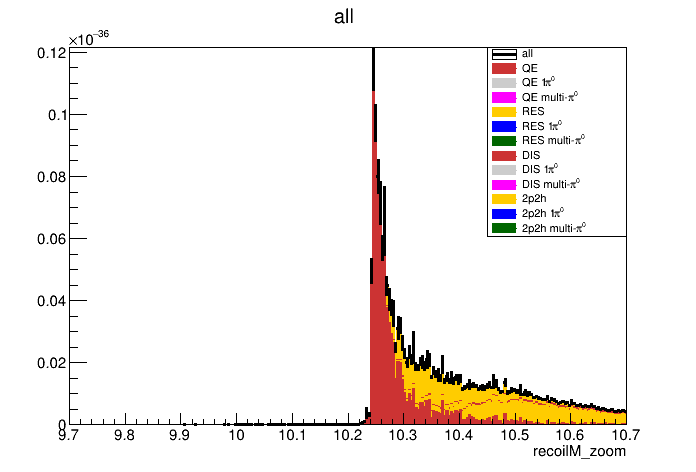 all
×10⁻³⁶
0.12
0.1
0.08
0.06
0.04
0.02
0
9.7 9.8 9.9 10 10.1 10.2 10.3 10.4 10.5 10.6 10.7
recoilM_zoom
all
QE
QE 1π⁰
QE multi-π⁰
RES
RES 1π⁰
RES multi-π⁰
DIS
DIS 1π⁰
DIS multi-π⁰
2p2h
2p2h 1π⁰
2p2h multi-π⁰